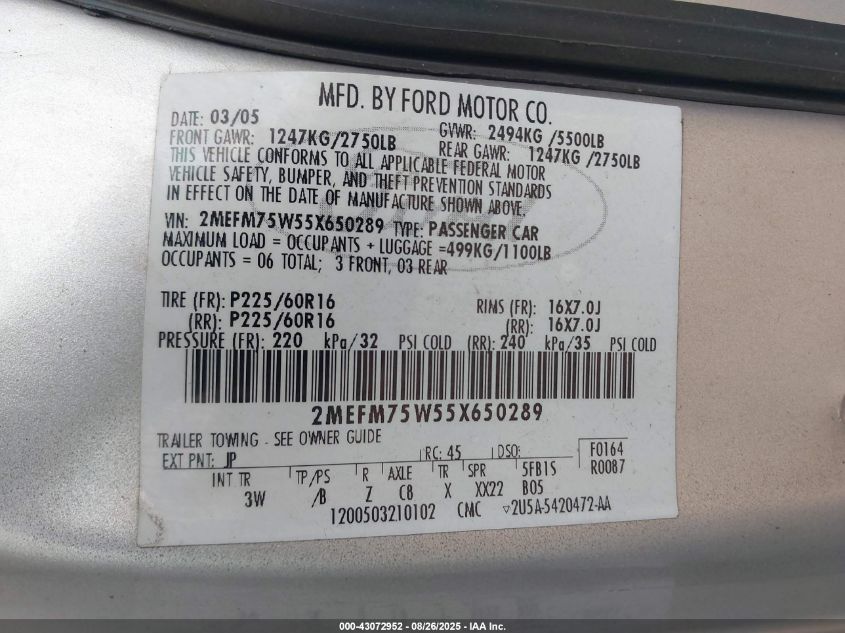 MFD. BY FORD MOTOR CO.
DATE: 03/05 GVWR: 2494KG /5500LB
FRONT GAWR: 1247KG/2750LB REAR GAWR: 1247KG /2750LB
THIS VEHICLE CONFORMS TO ALL APPLICABLE FEDERAL MOTOR
VEHICLE SAFETY, BUMPER, AND THEFT PREVENTION STANDARDS
IN EFFECT ON THE DATE OF MANUFACTURE SHOWN ABOVE.
VIN: 2MEFM75W55X650289 TYPE: PASSENGER CAR
MAXIMUM LOAD = OCCUPANTS + LUGGAGE =499KG/1100LB
OCCUPANTS = 06 TOTAL; 3 FRONT, 03 REAR
TIRE (FR): P225/60R16 RIMS (FR): 16X7.0J
(RR): P225/60R16 (RR): 16X7.0J
PRESSURE (FR): 220 kPa/32 PSI COLD (RR): 240 kPa/35 PSI COLD
2MEFM75W55X650289
TRAILER TOWING - SEE OWNER GUIDE
EXT PNT: JP RC: 45 DSO: F0164
R0087
INT TR TP/PS R AXLE TR SPR 5FB1S
3W /B Z C8 X XX22 B05
1200503210102 CMC ▽2U5A-5420472-AA
000-43072952 - 08/26/2025 - IAA Inc.